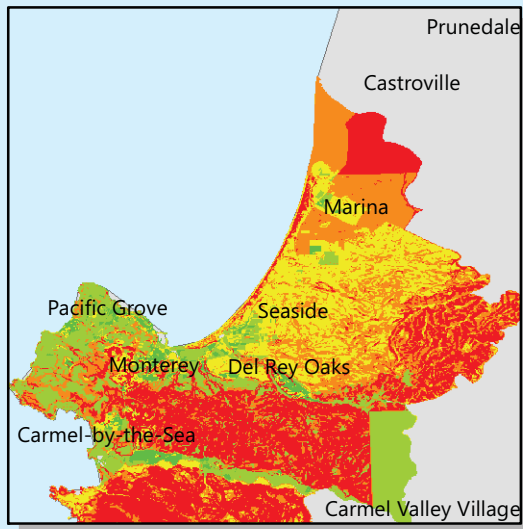 Prunedale
Castroville
Marina
Pacific Grove
Seaside
Monterey
Del Rey Oaks
Carmel-by-the-Sea
Carmel Valley Village